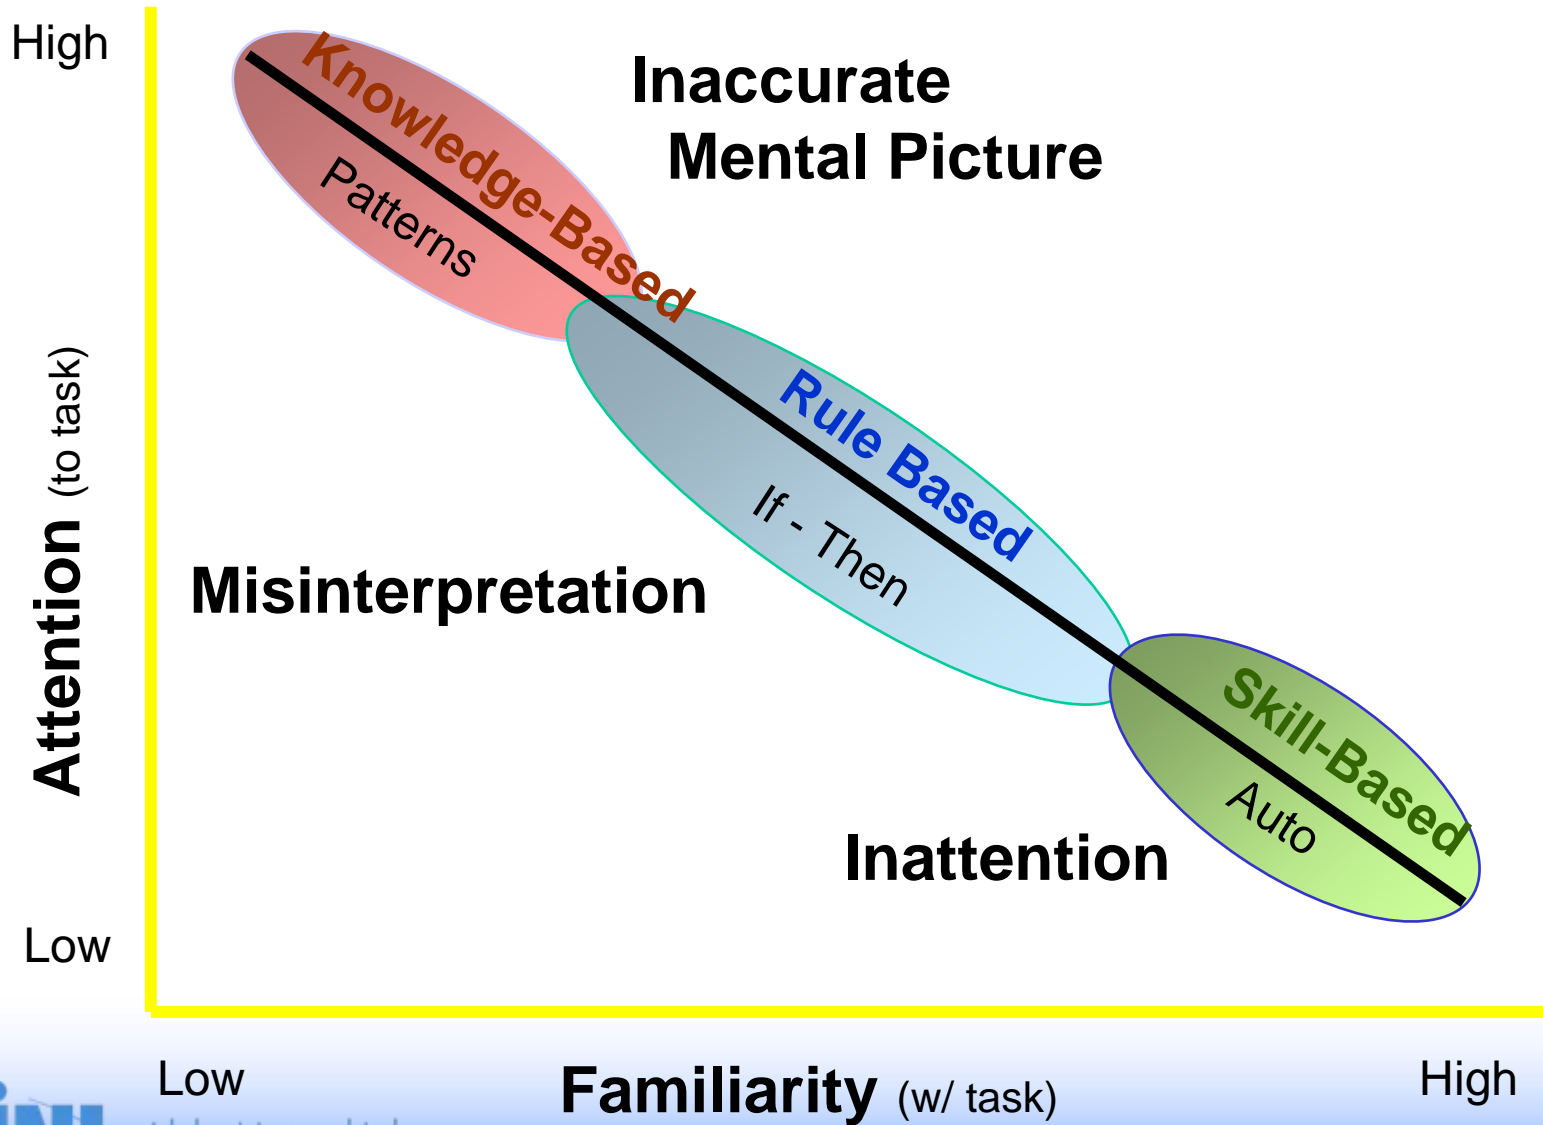 High
Inaccurate
Mental Picture
Knowledge-Based
Patterns
Rule Based
If - Then
Attention (to task)
Misinterpretation
Skill-Based
Auto
Inattention
Low
Low
Familiarity (w/ task)
High